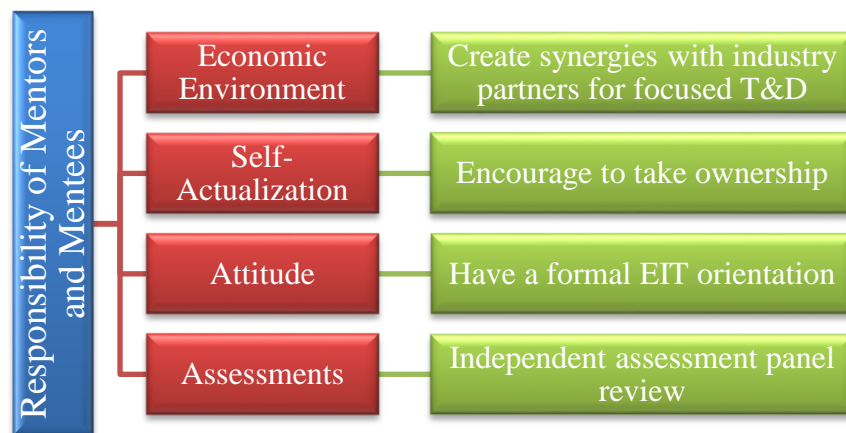 Responsibility of Mentors
and Mentees
Economic
Environment
Create synergies with industry
partners for focused T&D
Self-
Actualization
Encourage to take ownership
Attitude
Have a formal EIT orientation
Assessments
Independent assessment panel
review